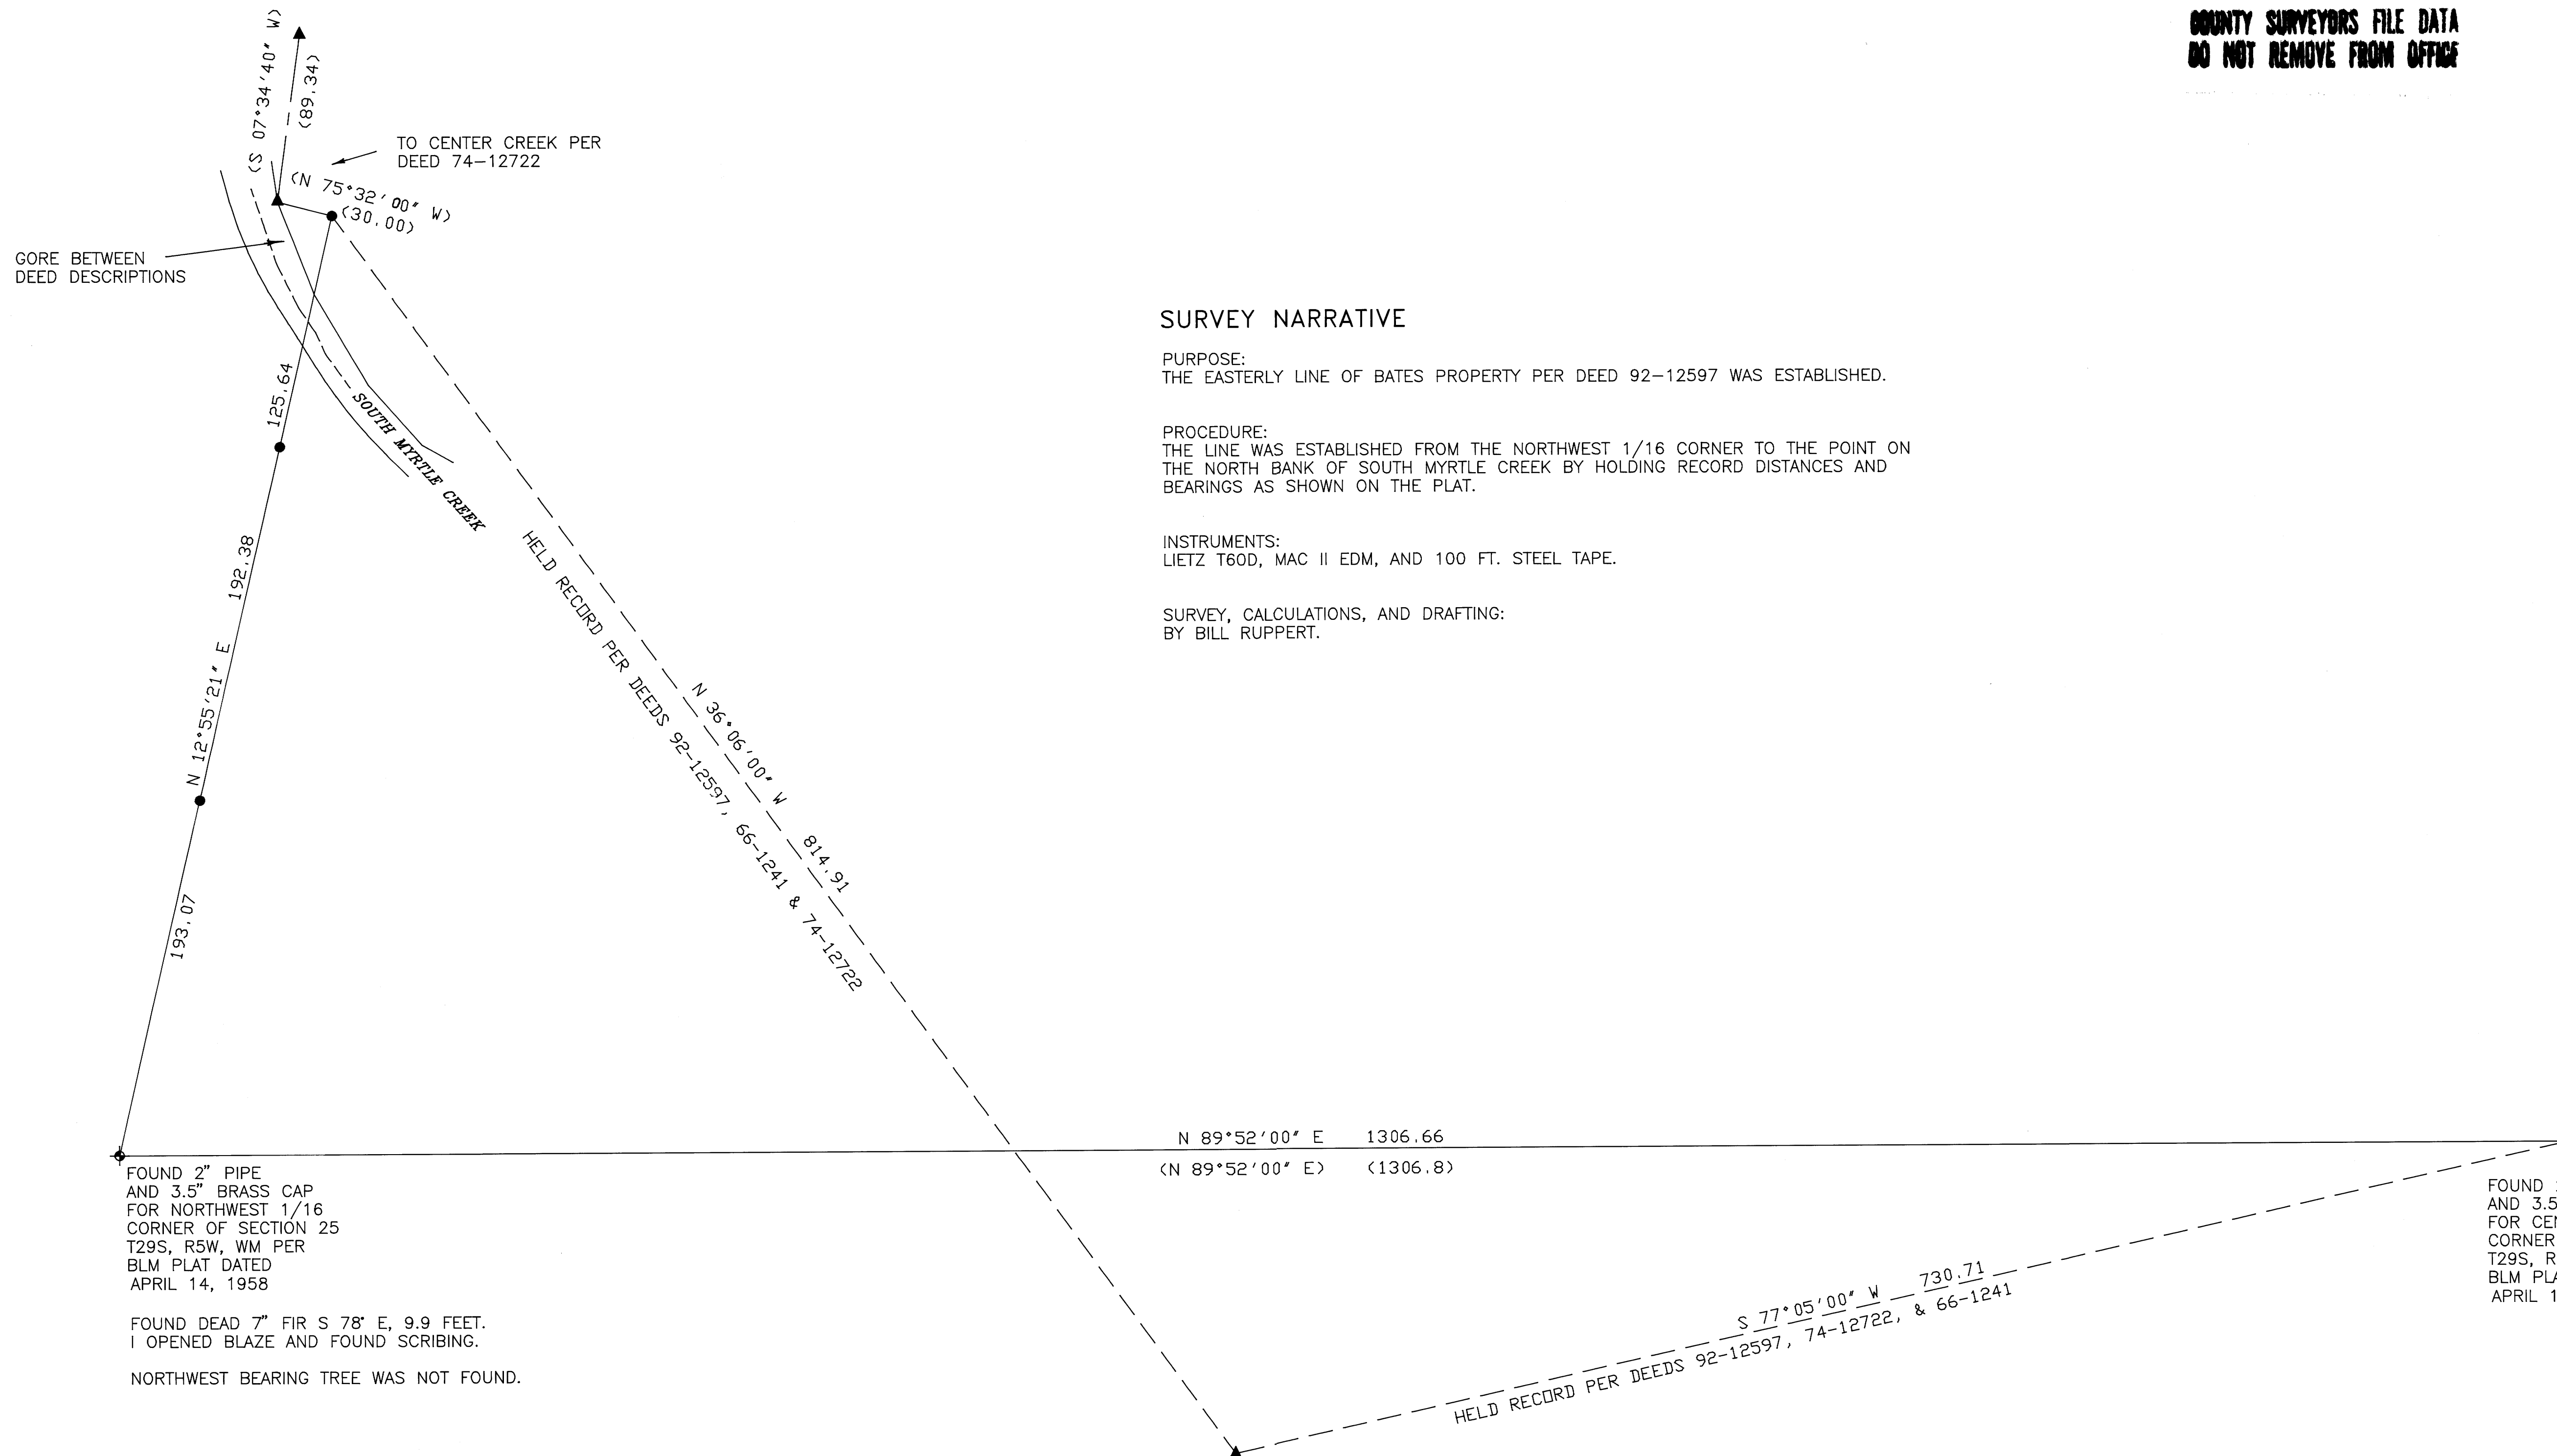 COUNTY SURVEYORS FILE DATA
DO NOT REMOVE FROM OFFICE
(S 07°34'40" W)
(89.34)
TO CENTER CREEK PER
DEED 74-12722
(N 75°32'00" W)
(30.00)
GORE BETWEEN
DEED DESCRIPTIONS
125.64
SOUTH MYRTLE CREEK
192.38
N 12°55'21" E
193.07
HELD RECORD PER DEEDS 92-12597, 66-1241 & 74-12722
N 36°06'00" W 814.91
SURVEY NARRATIVE
PURPOSE:
THE EASTERLY LINE OF BATES PROPERTY PER DEED 92-12597 WAS ESTABLISHED.
PROCEDURE:
THE LINE WAS ESTABLISHED FROM THE NORTHWEST 1/16 CORNER TO THE POINT ON
THE NORTH BANK OF SOUTH MYRTLE CREEK BY HOLDING RECORD DISTANCES AND
BEARINGS AS SHOWN ON THE PLAT.
INSTRUMENTS:
LIETZ T60D, MAC II EDM, AND 100 FT. STEEL TAPE.
SURVEY, CALCULATIONS, AND DRAFTING:
BY BILL RUPPERT.
N 89°52'00" E 1306.66
(N 89°52'00" E) (1306.8)
FOUND 2" PIPE
AND 3.5" BRASS CAP
FOR NORTHWEST 1/16
CORNER OF SECTION 25
T29S, R5W, WM PER
BLM PLAT DATED
APRIL 14, 1958
FOUND DEAD 7" FIR S 78° E, 9.9 FEET.
I OPENED BLAZE AND FOUND SCRIBING.
NORTHWEST BEARING TREE WAS NOT FOUND.
S 77°05'00" W 730.71
HELD RECORD PER DEEDS 92-12597, 74-12722, & 66-1241
FOUND
AND 3.5
FOR CE
CORNER
T29S, R
BLM PL
APRIL 1